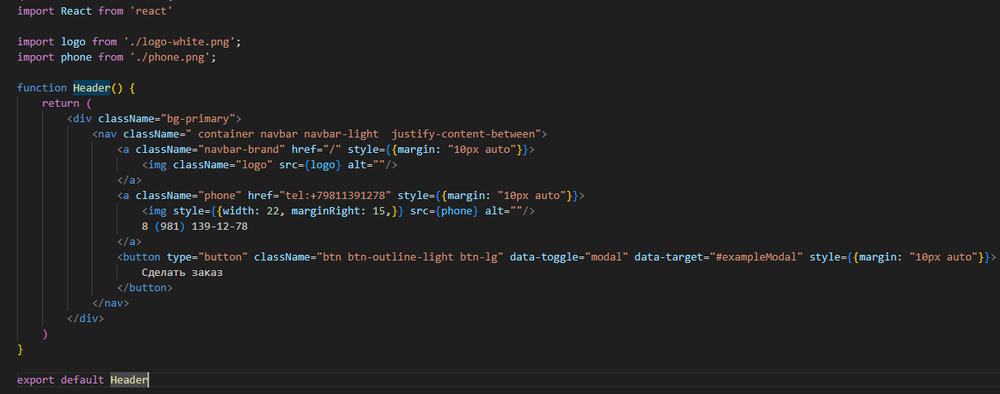 import React from 'react'
import logo from './logo-white.png';
import phone from './phone.png';
function Header() {
return (
<div className="bg-primary">
<nav className=" container navbar navbar-light  justify-content-between">
<a className="navbar-brand" href="/" style={{margin: "10px auto"}}>
<img className="logo" src={logo} alt=""/>
</a>
<a className="phone" href="tel:+79811391278" style={{margin: "10px auto"}}>
<img style={{width: 22, marginRight: 15,}} src={phone} alt=""/>
8 (981) 139-12-78
</a>
<button type="button" className="btn btn-outline-light btn-lg" data-toggle="modal" data-target="#exampleModal" style={{margin: "10px auto"}}>
Сделать заказ
</button>
</nav>
</div>
)
}
export default Header